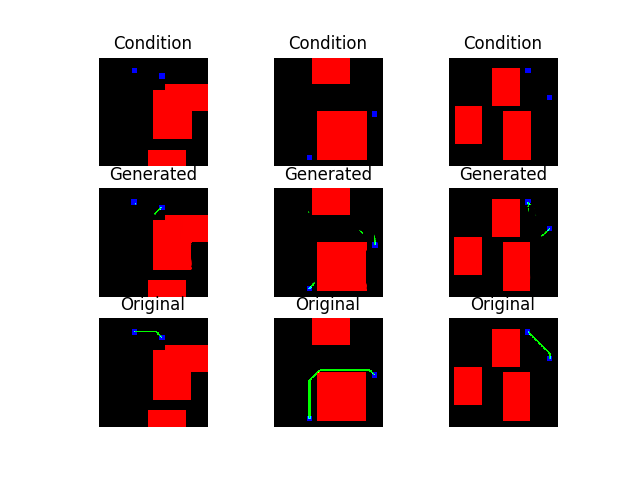 Condition Condition Condition
Generated Generated Generated
Original Original Original